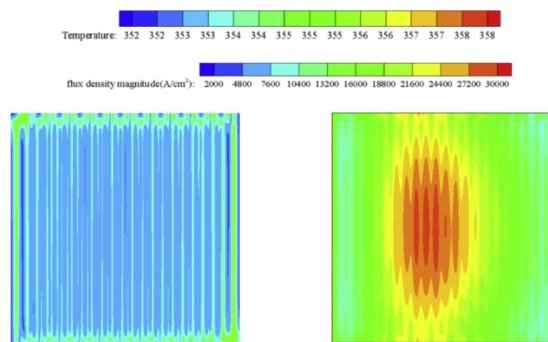 Temperature: 352 352 353 353 354 354 355 355 356 356 357 357 358 358
flux density magnitude(A/cm²): 2000 4800 7600 10400 13200 16000 18800 21600 24400 27200 30000